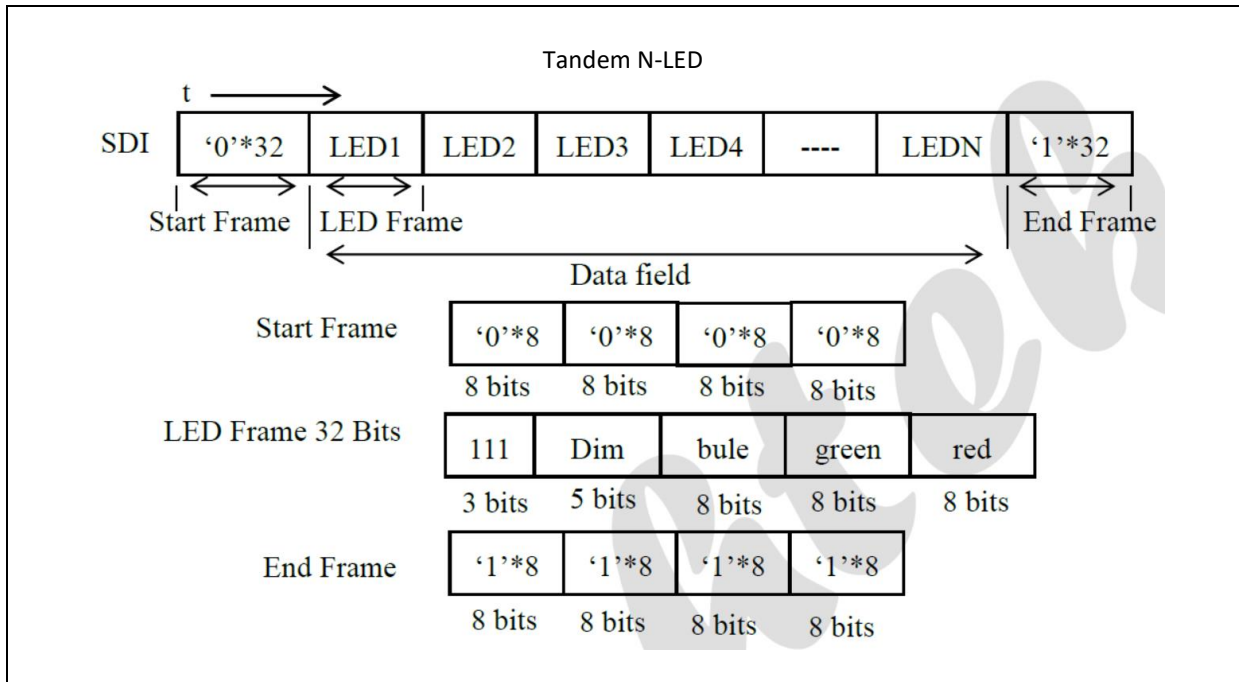 Tandem N-LED
t
SDI ‘0’*32 LED1 LED2 LED3 LED4 ---- LEDN ‘1’*32
Start Frame LED Frame End Frame
Data field
Start Frame ‘0’*8 ‘0’*8 ‘0’*8 ‘0’*8
8 bits 8 bits 8 bits 8 bits
LED Frame 32 Bits 111 Dim bule green red
3 bits 5 bits 8 bits 8 bits 8 bits
End Frame ‘1’*8 ‘1’*8 ‘1’*8 ‘1’*8
8 bits 8 bits 8 bits 8 bits